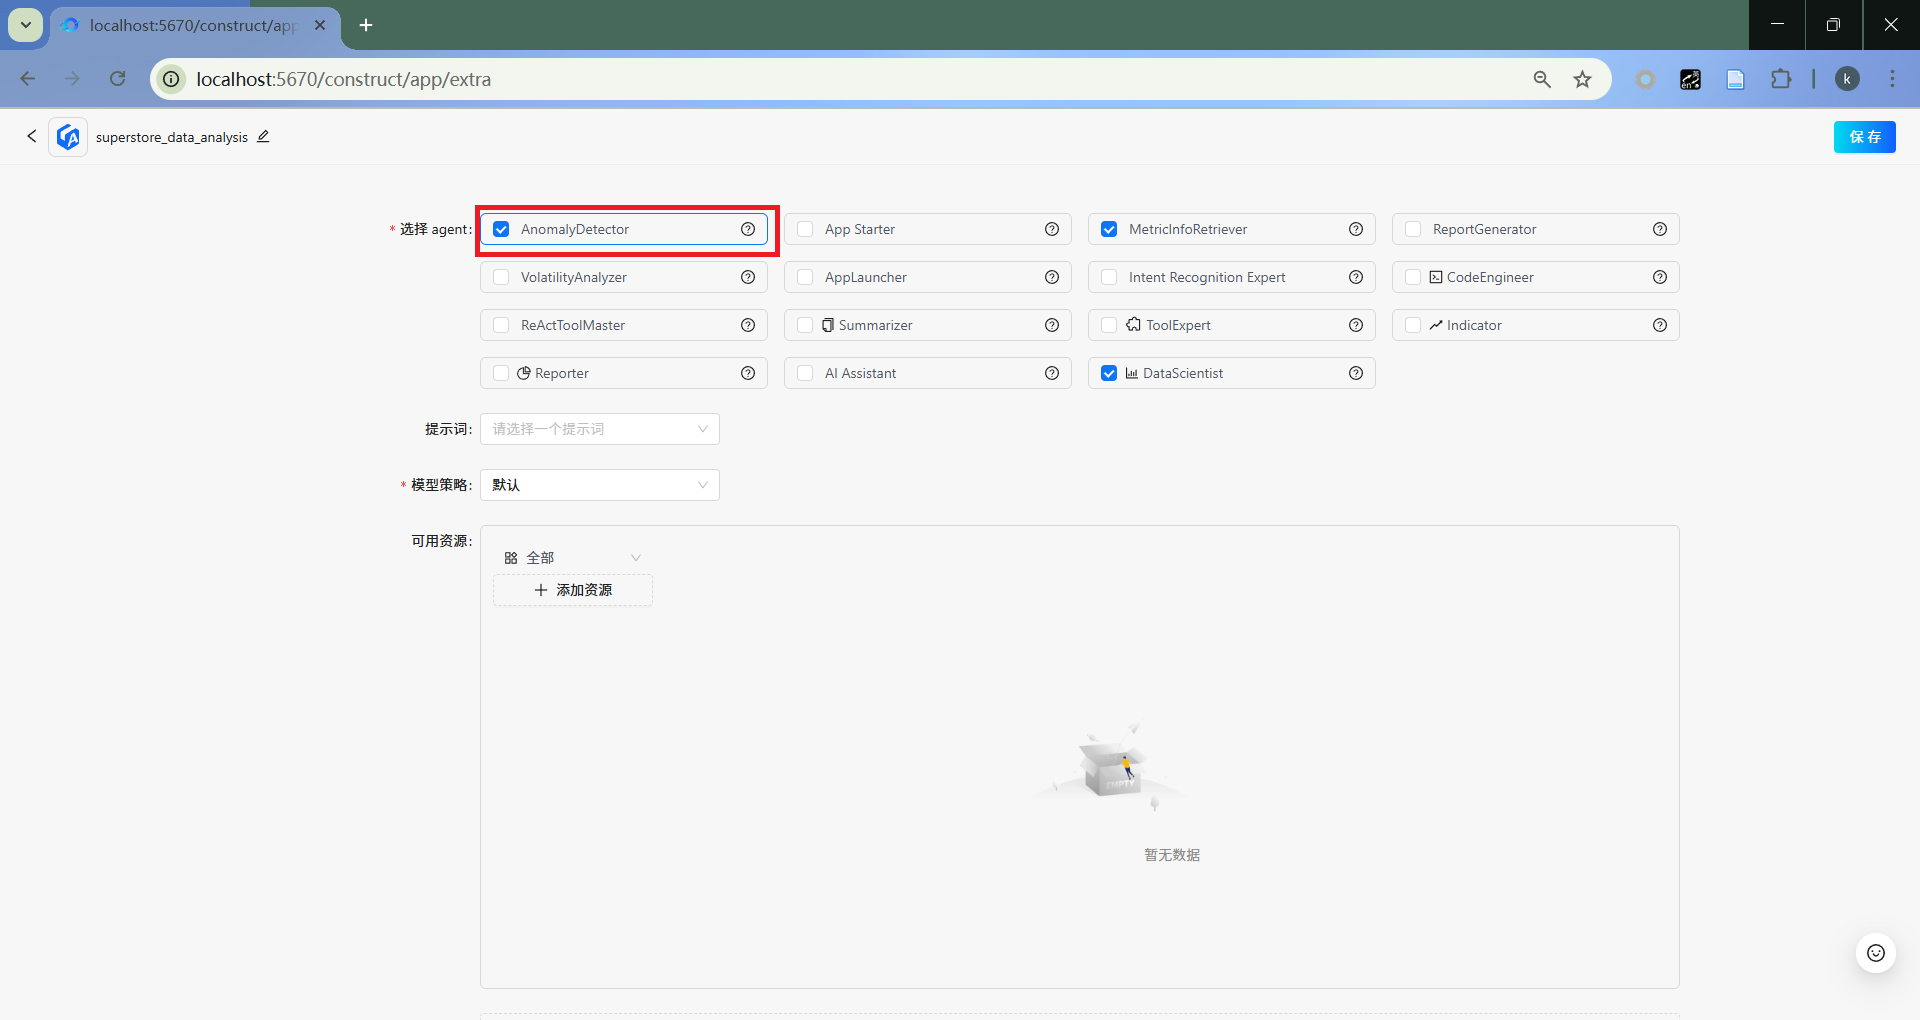 localhost:5670/construct/app
localhost:5670/construct/app/extra
en
英
k
superstore_data_analysis
保 存
* 选择 agent:
AnomalyDetector
App Starter
MetricInfoRetriever
ReportGenerator
VolatilityAnalyzer
AppLauncher
Intent Recognition Expert
CodeEngineer
ReActToolMaster
Summarizer
ToolExpert
Indicator
Reporter
AI Assistant
DataScientist
提示词:
请选择一个提示词
* 模型策略:
默认
可用资源:
全部
+ 添加资源
EMPTY
暂无数据